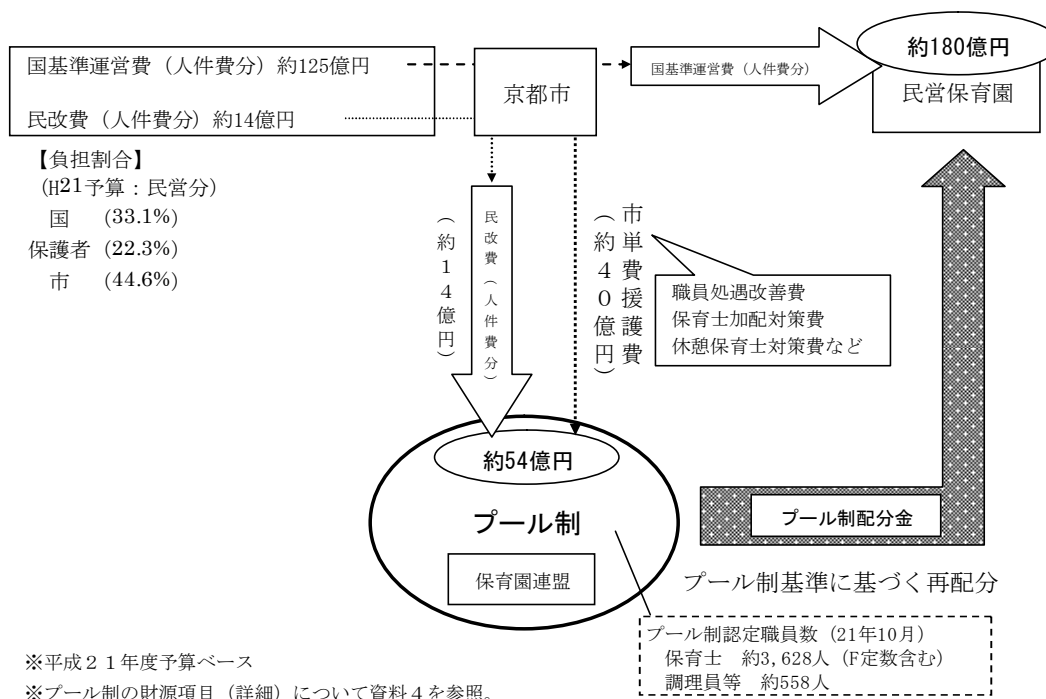 国基準運営費（人件費分）約125億円
民改費（人件費分）約14億円
【負担割合】
(H21予算：民営分)
国 (33.1%)
保護者 (22.3%)
市 (44.6%)
京都市
国基準運営費（人件費分）
約180億円
民営保育園
民改費（人件費分）
（約14億円）
市単費援護費
（約40億円）
職員処遇改善費
保育士加配対策費
休憩保育士対策費など
約54億円
プール制
保育園連盟
プール制配分金
プール制基準に基づく再配分
プール制認定職員数（21年10月）
保育士 約3,628人（F定数含む）
調理員等 約558人
※平成２１年度予算ベース
※プール制の財源項目（詳細）について資料４を参照。